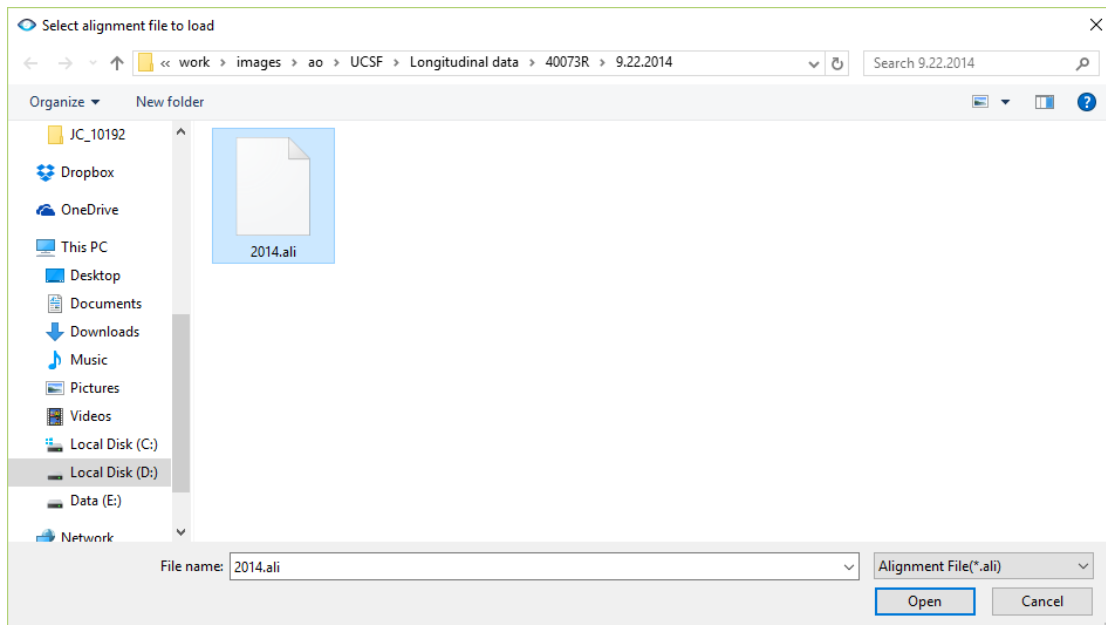 Select alignment file to load
« work › images › ao › UCSF › Longitudinal data › 40073R › 9.22.2014
Search 9.22.2014
Organize
New folder
JC_10192
Dropbox
OneDrive
This PC
Desktop
Documents
Downloads
Music
Pictures
Videos
Local Disk (C:)
Local Disk (D:)
Data (E:)
Network
2014.ali
File name: 2014.ali
Alignment File(*.ali)
Open
Cancel